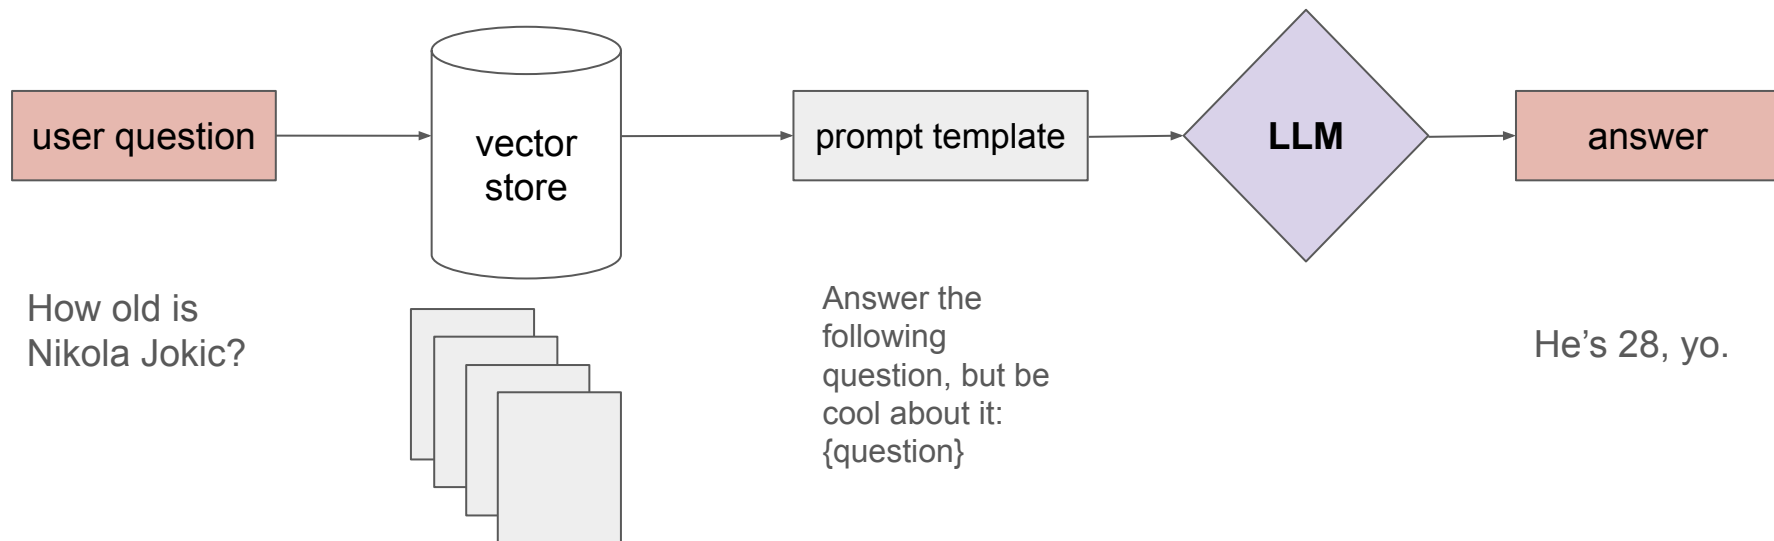 user question
vector
store
prompt template
LLM
answer
How old is
Nikola Jokic?
Answer the
following
question, but be
cool about it:
{question}
He’s 28, yo.